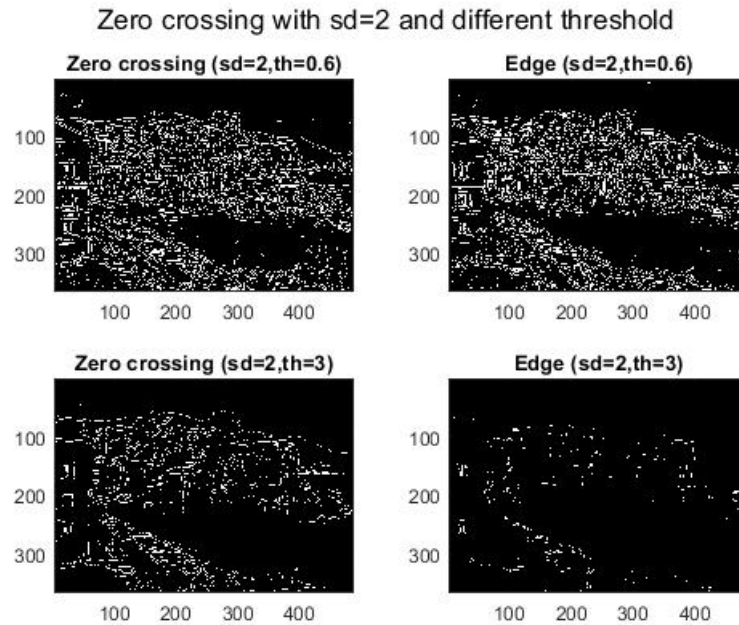 Zero crossing with sd=2 and different threshold
Zero crossing (sd=2,th=0.6)
Edge (sd=2,th=0.6)
100
200
300
100 200 300 400
100
200
300
100 200 300 400
Zero crossing (sd=2,th=3)
Edge (sd=2,th=3)
100
200
300
100 200 300 400
100
200
300
100 200 300 400